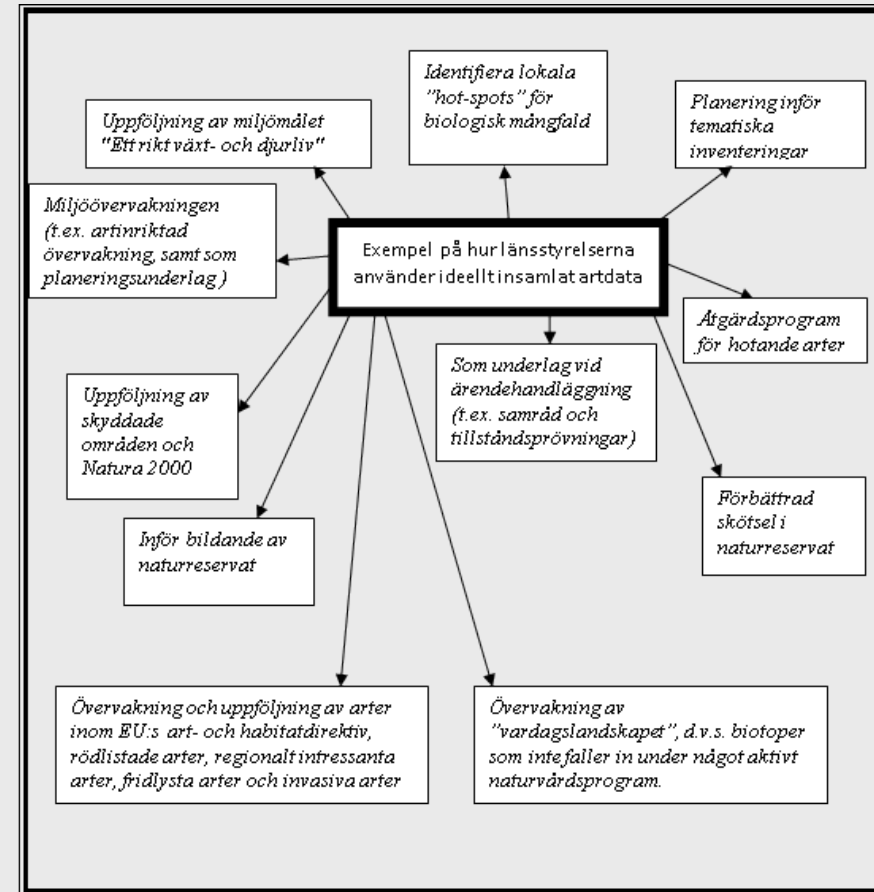 Identifiera lokala
"hot-spots" för
biologisk mångfald
Planering inför
tematiska
inventeringar
Uppföljning av miljömålet
"Ett rikt växt- och djurliv"
Miljöövervakningen
(t.ex. artinriktad
övervakning, samt som
planeringsunderlag)
Exempel på hur länsstyrelserna
använder ideellt insamlat artdata
Åtgärdsprogram
för hotande arter
Som underlag vid
ärendehandläggning
(t.ex. samråd och
tillståndsprövningar)
Uppföljning av
skyddade
områden och
Natura 2000
Förbättrad
skötsel i
naturreservat
Inför bildande av
naturreservat
Övervakning och uppföljning av arter
inom EU:s art- och habitatdirektiv,
rödlistade arter, regionalt intressanta
arter, fridlysta arter och invasiva arter
Övervakning av
"vardagslandskapet", d.v.s. biotoper
som inte faller in under något aktivt
naturvårdsprogram.